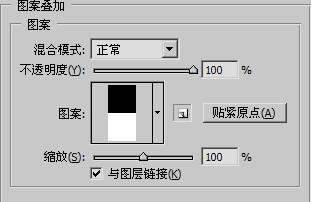 图案叠加
图案
混合模式: 正常
不透明度(Y): 100 %
图案: 贴紧原点(A)
缩放(S): 100 %
与图层链接(K)